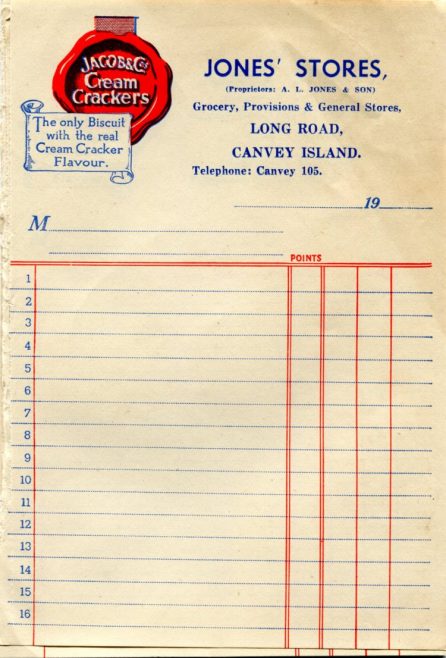 JACOB & Co's
Cream
Crackers
The only Biscuit
with the real
Cream Cracker
Flavour.
JONES' STORES,
(Proprietors: A. L. JONES & SON)
Grocery, Provisions & General Stores,
LONG ROAD,
CANVEY ISLAND.
Telephone: Canvey 105.
19
M
POINTS
1
2
3
4
5
6
7
8
9
10
11
12
13
14
15
16